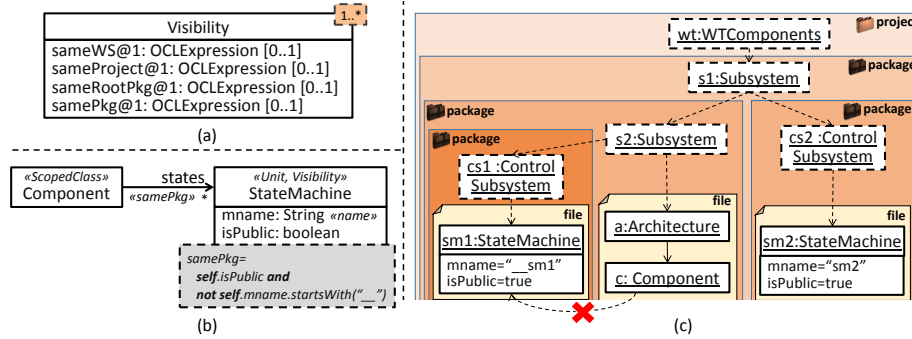 1..*
Visibility
sameWS@1: OCLExpression [0..1]
sameProject@1: OCLExpression [0..1]
sameRootPkg@1: OCLExpression [0..1]
samePkg@1: OCLExpression [0..1]
(a)
«ScopedClass»
Component
states
«samePkg» *
«Unit, Visibility»
StateMachine
mname: String «name»
isPublic: boolean
samePkg=
self.isPublic and
not self.mname.startsWith("__")
(b)
project
wt:WTComponents
package
s1:Subsystem
package
package
package
s2:Subsystem
cs2 :Control
Subsystem
cs1 :Control
Subsystem
file
file
file
sm1:StateMachine
mname="__sm1"
isPublic=true
a:Architecture
c: Component
sm2:StateMachine
mname="sm2"
isPublic=true
(c)